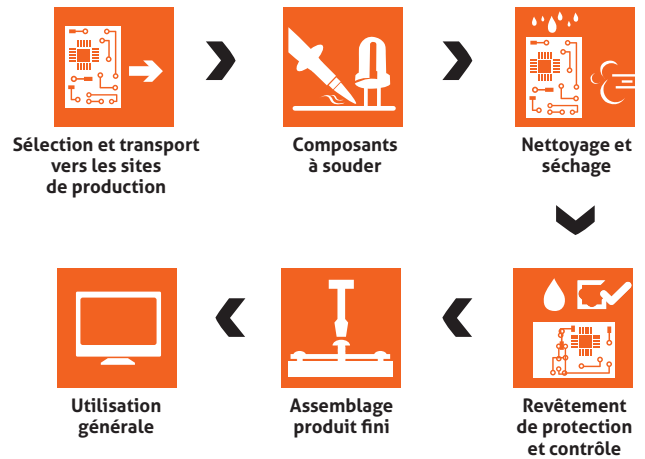 Sélection et transport
vers les sites
de production
Composants
à souder
Nettoyage et
séchage
Revêtement
de protection
et contrôle
Assemblage
produit fini
Utilisation
générale